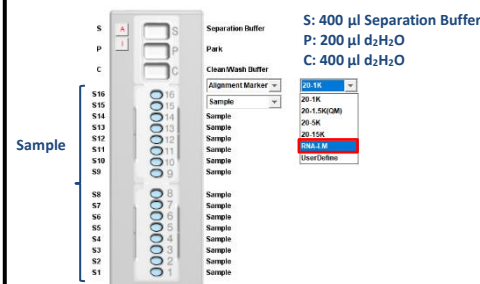 S A S Separation Buffer
P I P Park
C C Clean/Wash Buffer
S: 400 µl Separation Buffer
P: 200 µl d₂H₂O
C: 400 µl d₂H₂O
S16 16 Alignment Marker 20-1K
S15 15 Sample 20-1K
S14 14 Sample 20-1.5K(QM)
S13 13 Sample 20-5K
S12 12 Sample 20-15K
S11 11 Sample RNA-LM
S10 10 Sample UserDefine
S9 9 Sample
Sample
S8 8 Sample
S7 7 Sample
S6 6 Sample
S5 5 Sample
S4 4 Sample
S3 3 Sample
S2 2 Sample
S1 1 Sample